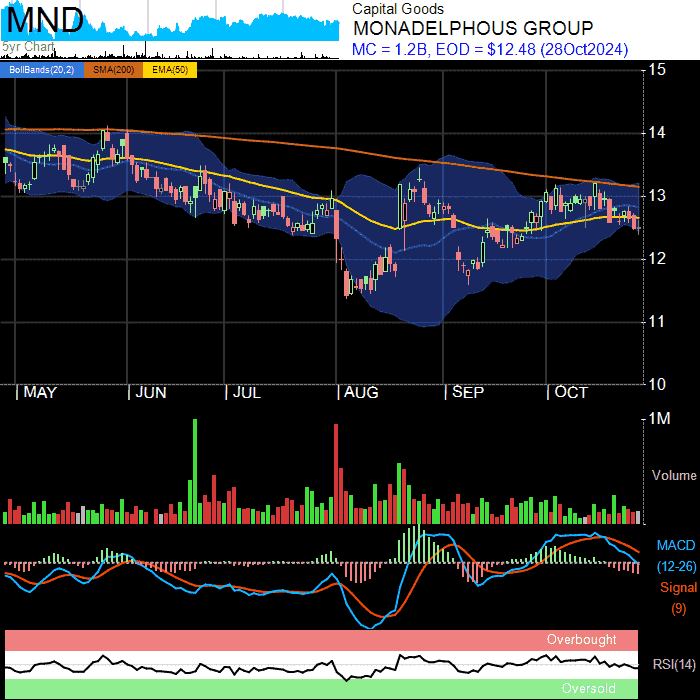 MND
5yr Chart
Capital Goods
MONADELPHOUS GROUP
MC = 1.2B, EOD = $12.48 (28Oct2024)
BollBands(20,2) SMA(200) EMA(50)
15
14
13
12
11
10
MAY JUN JUL AUG SEP OCT
1M
Volume
MACD
(12-26)
Signal
(9)
Overbought
RSI(14)
Oversold